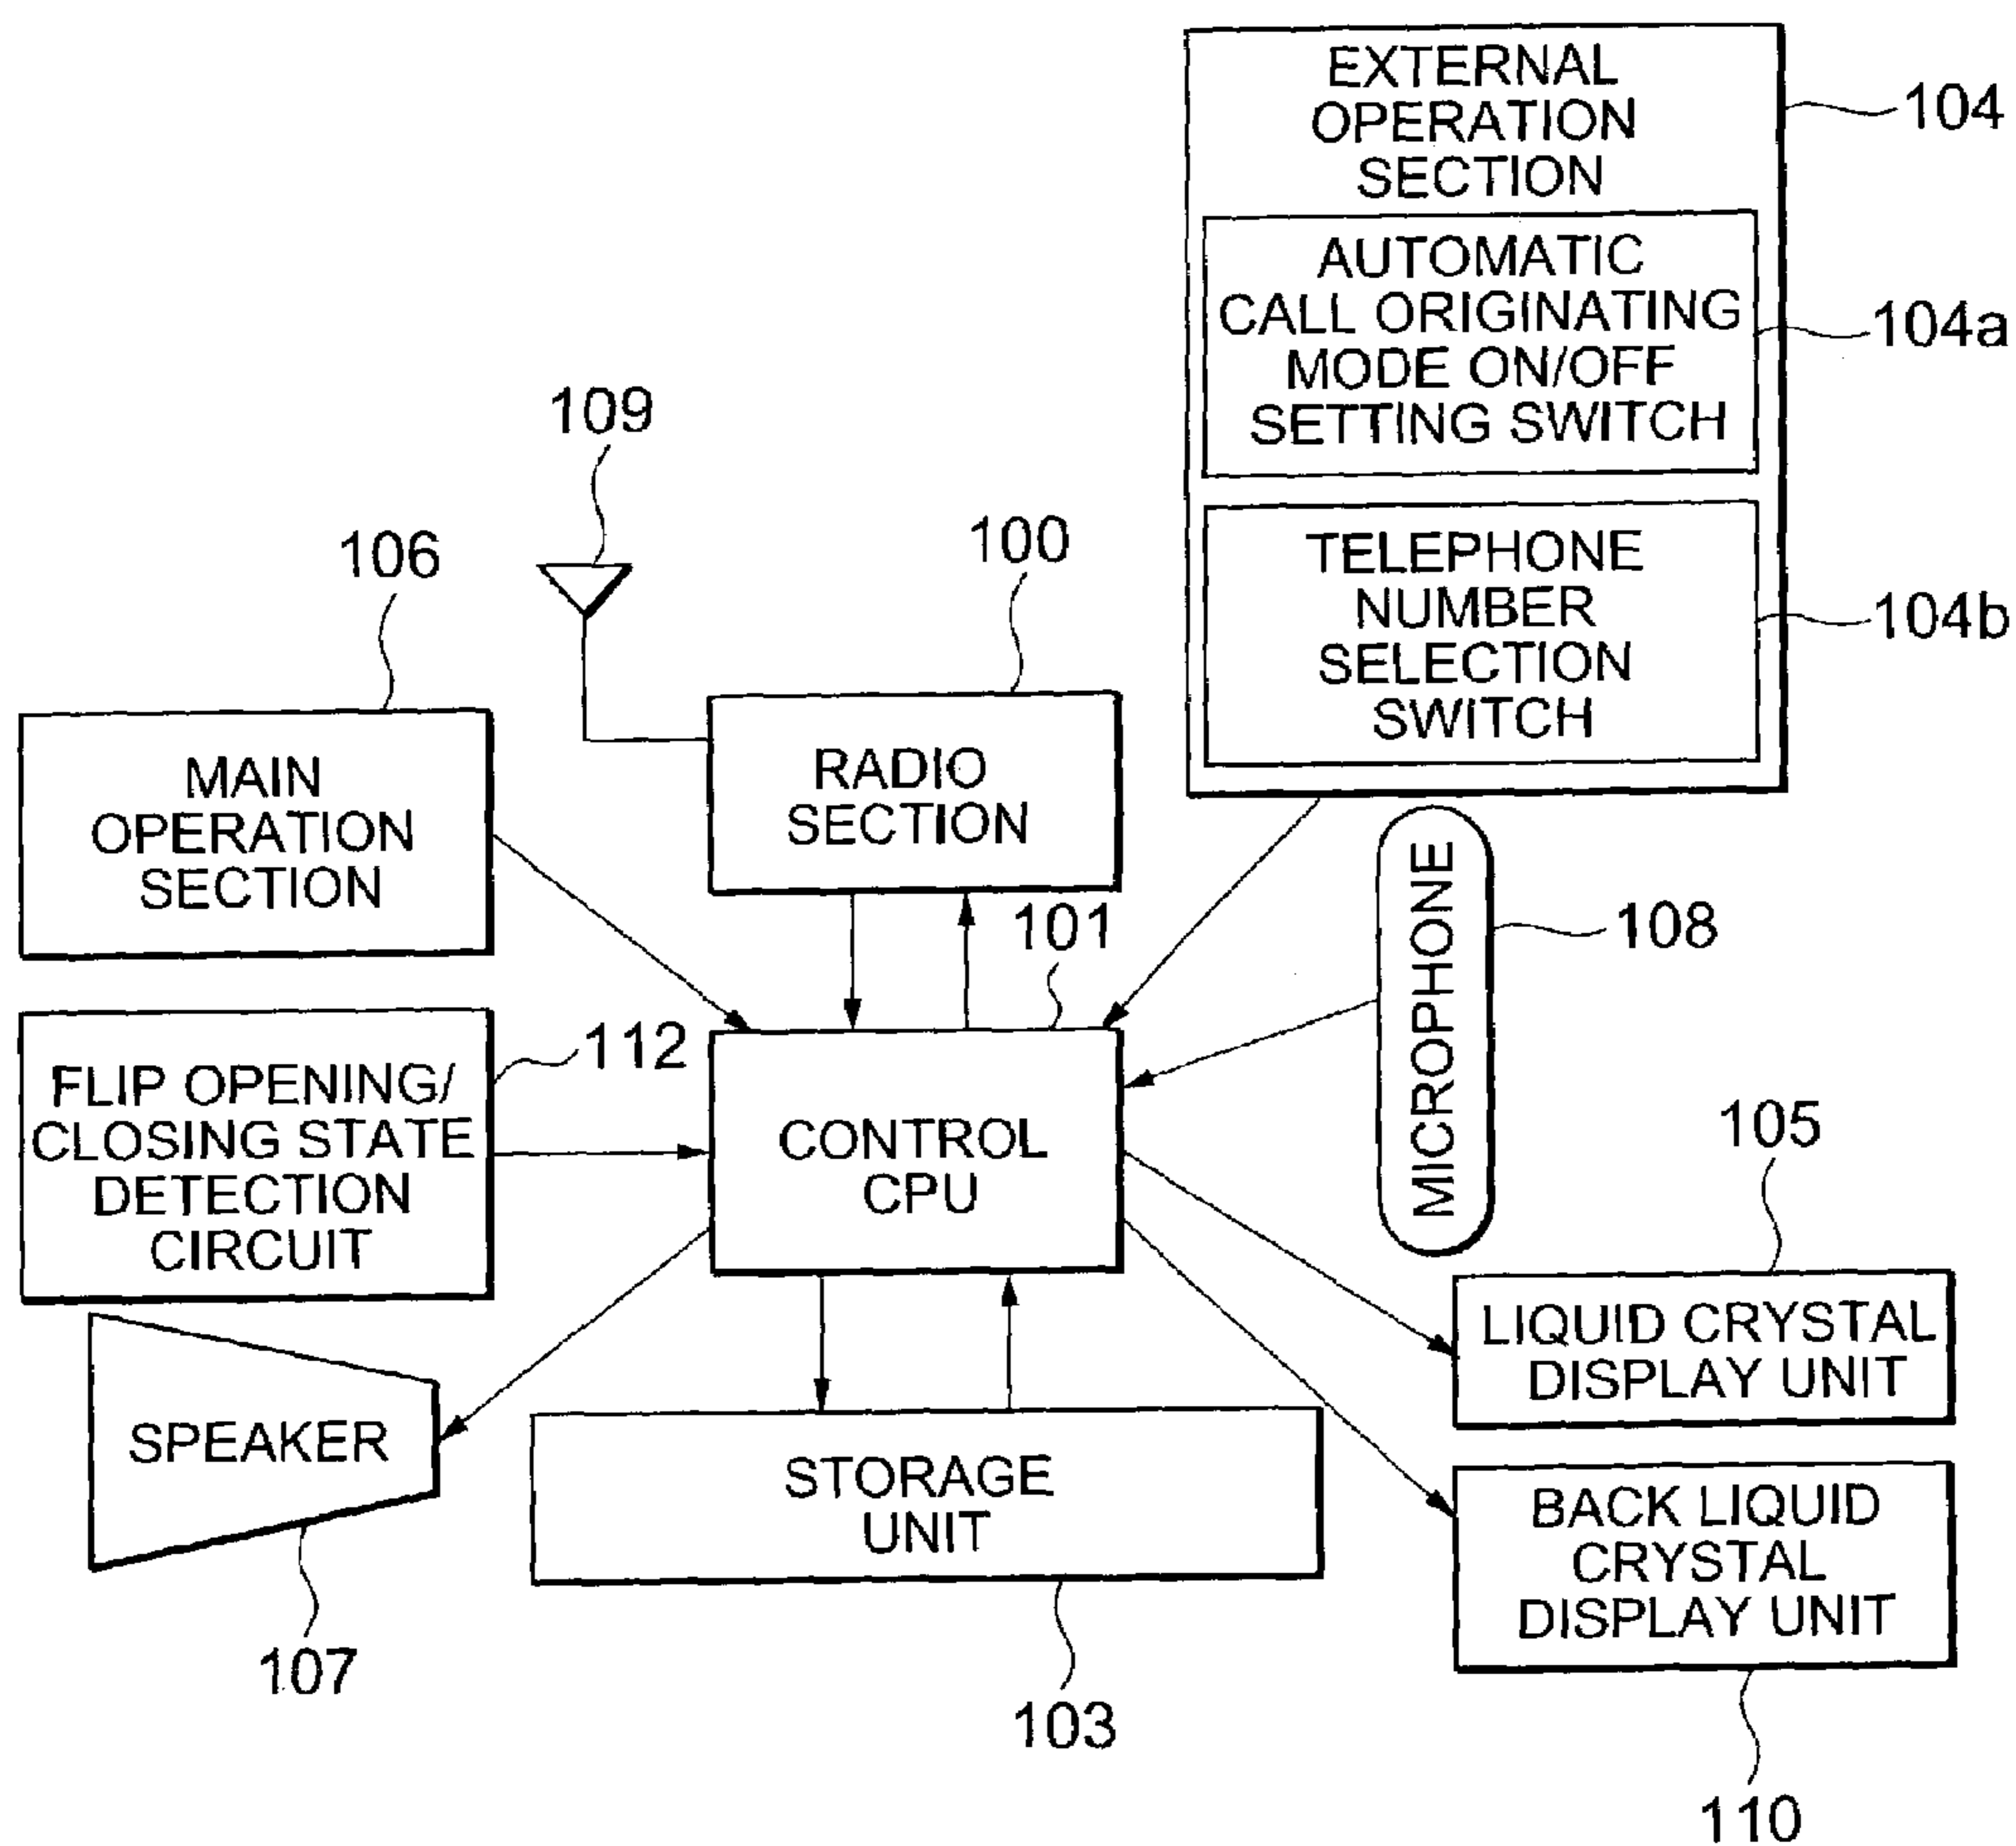 EXTERNAL
OPERATION
SECTION
104
AUTOMATIC
CALL ORIGINATING
MODE ON/OFF
SETTING SWITCH
104a
TELEPHONE
NUMBER
SELECTION
SWITCH
104b
109
106
100
MAIN
OPERATION
SECTION
RADIO
SECTION
101
MICROPHONE
108
112
FLIP OPENING/
CLOSING STATE
DETECTION
CIRCUIT
CONTROL
CPU
105
LIQUID CRYSTAL
DISPLAY UNIT
SPEAKER
107
STORAGE
UNIT
103
BACK LIQUID
CRYSTAL
DISPLAY UNIT
110